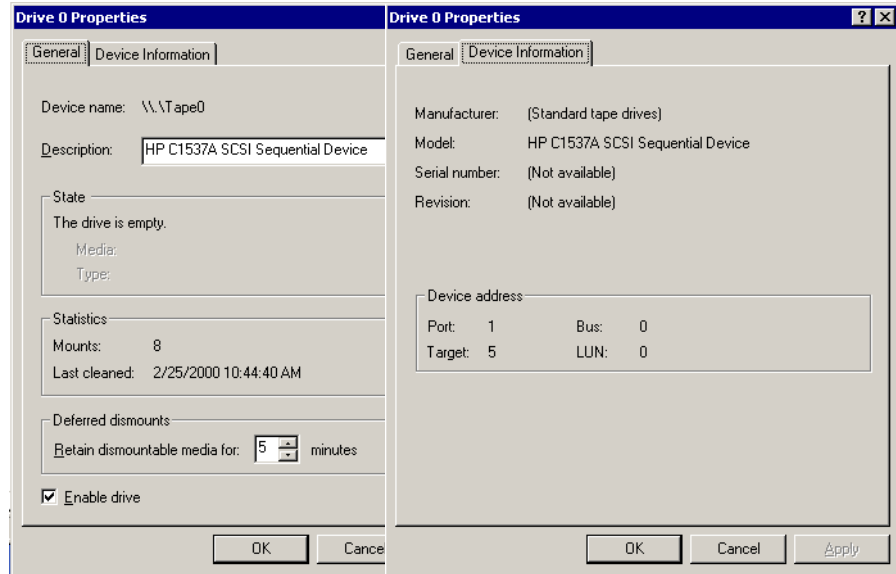 Drive 0 Properties
General
Device Information
Device name: \\.\Tape0
Description: HP C1537A SCSI Sequential Device
State
The drive is empty.
Media:
Type:
Statistics
Mounts: 8
Last cleaned: 2/25/2000 10:44:40 AM
Deferred dismounts
Retain dismountable media for: 5 minutes
Enable drive
OK
Cance
Drive 0 Properties
General
Device Information
Manufacturer: (Standard tape drives)
Model: HP C1537A SCSI Sequential Device
Serial number: (Not available)
Revision: (Not available)
Device address
Port: 1 Bus: 0
Target: 5 LUN: 0
OK
Cancel
Apply